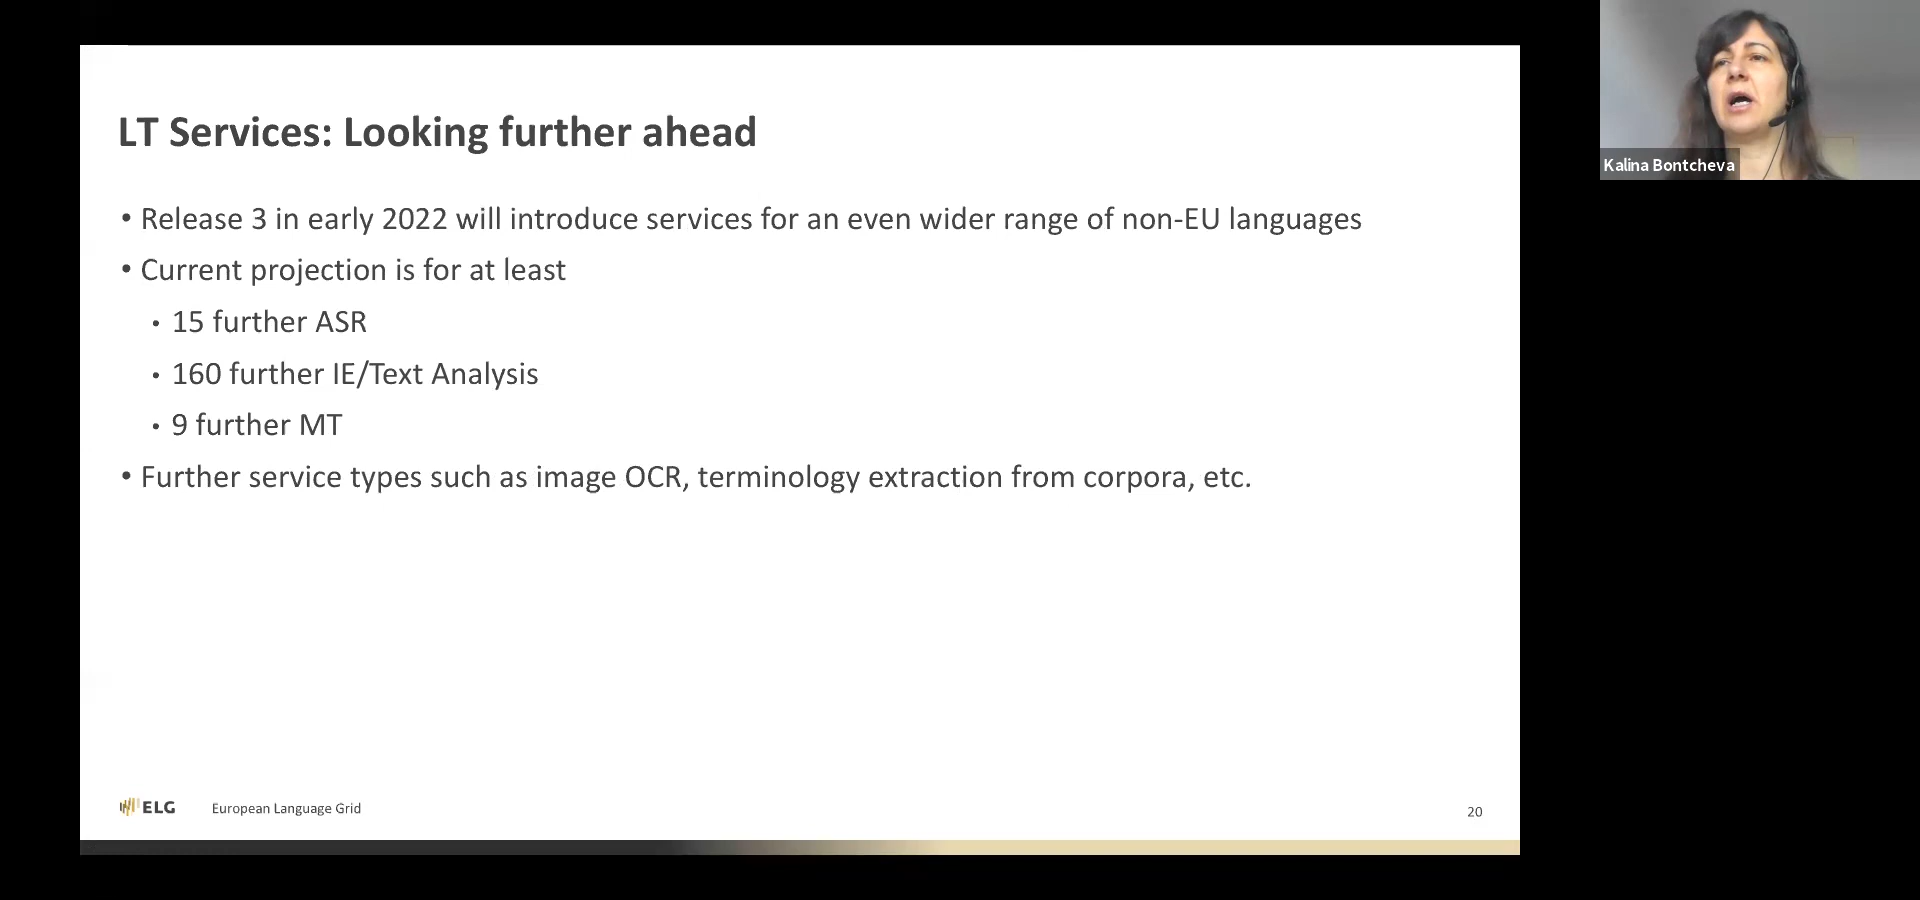 LT Services: Looking further ahead
• Release 3 in early 2022 will introduce services for an even wider range of non-EU languages
• Current projection is for at least
• 15 further ASR
• 160 further IE/Text Analysis
• 9 further MT
• Further service types such as image OCR, terminology extraction from corpora, etc.
ELG European Language Grid
20
Kalina Bontcheva